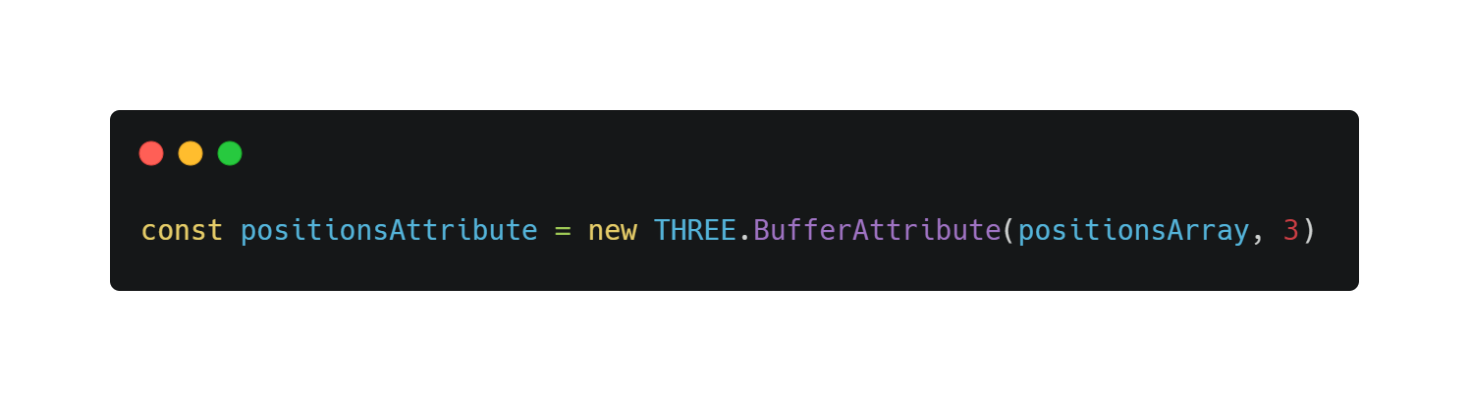 const positionsAttribute = new THREE.BufferAttribute(positionsArray, 3)